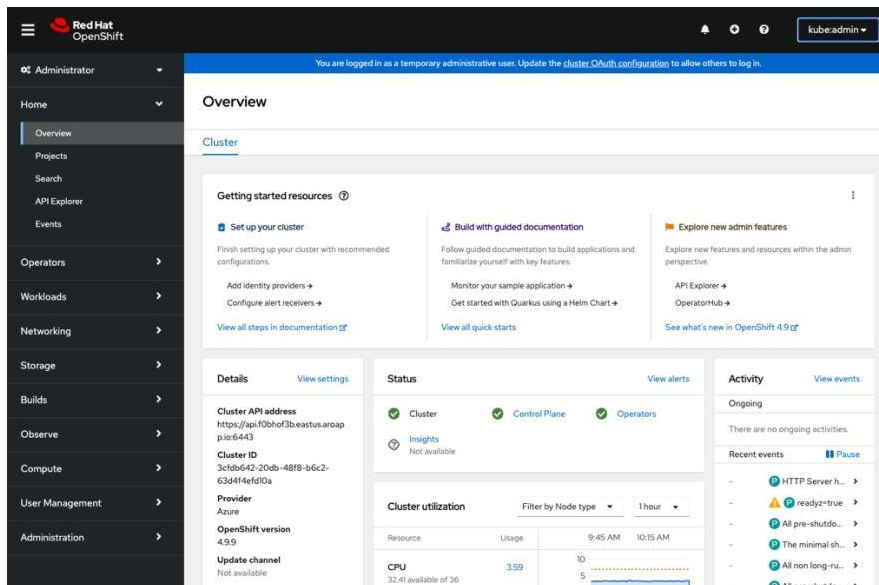 Red Hat
OpenShift
kube:admin
Administrator
You are logged in as a temporary administrative user. Update the cluster OAuth configuration to allow others to log in.
Home
Overview
Projects
Search
API Explorer
Events
Operators
Workloads
Networking
Storage
Builds
Observe
Compute
User Management
Administration
Overview
Cluster
Getting started resources
Set up your cluster
Finish setting up your cluster with recommended
configurations.
Add identity providers →
Configure alert receivers →
View all steps in documentation
Build with guided documentation
Follow guided documentation to build applications and
familiarize yourself with key features.
Monitor your sample application →
Get started with Quarkus using a Helm Chart →
View all quick starts
Explore new admin features
Explore new features and resources within the admin
perspective.
API Explorer →
OperatorHub →
See what's new in OpenShift 4.9
Details
View settings
Cluster API address
https://api.f0bhof3b.eastus.aroap
p.io:6443
Cluster ID
3cfdb642-20db-48f8-b6c2-
63d4f4efd10a
Provider
Azure
OpenShift version
4.9.9
Update channel
Not available
Status
View alerts
Cluster
Control Plane
Operators
Insights
Not available
Cluster utilization
Filter by Node type
1 hour
Resource
Usage
9:45 AM
10:15 AM
CPU
3.59
32.41 available of 36
10
5
Activity
View events
Ongoing
There are no ongoing activities.
Recent events
Pause
- P HTTP Server h...
- P readyz=true
- P All pre-shutdo...
- P The minimal sh...
- P All non long-ru...